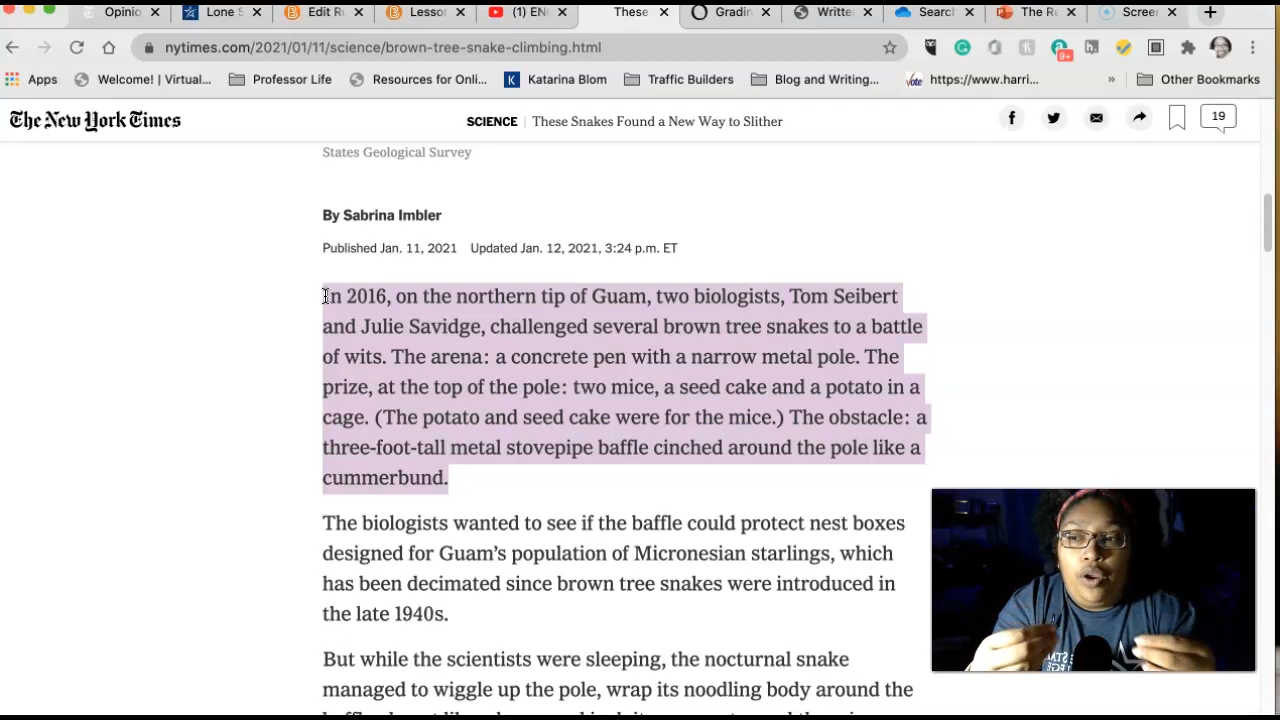 Opinio
Lone S
Edit R
Lesson
(1) EN
These
Gradin
Writte
Search
The R
Screen
nytimes.com/2021/01/11/science/brown-tree-snake-climbing.html
9+
Apps
Welcome! | Virtual...
Professor Life
Resources for Onli...
K
Katarina Blom
Traffic Builders
Blog and Writing...
vote
https://www.harri...
»
Other Bookmarks
The New York Times
SCIENCE | These Snakes Found a New Way to Slither
19
States Geological Survey
By Sabrina Imbler
Published Jan. 11, 2021 Updated Jan. 12, 2021, 3:24 p.m. ET
In 2016, on the northern tip of Guam, two biologists, Tom Seibert
and Julie Savidge, challenged several brown tree snakes to a battle
of wits. The arena: a concrete pen with a narrow metal pole. The
prize, at the top of the pole: two mice, a seed cake and a potato in a
cage. (The potato and seed cake were for the mice.) The obstacle: a
three-foot-tall metal stovepipe baffle cinched around the pole like a
cummerbund.
The biologists wanted to see if the baffle could protect nest boxes
designed for Guam's population of Micronesian starlings, which
has been decimated since brown tree snakes were introduced in
the late 1940s.
But while the scientists were sleeping, the nocturnal snake
managed to wiggle up the pole, wrap its noodling body around the